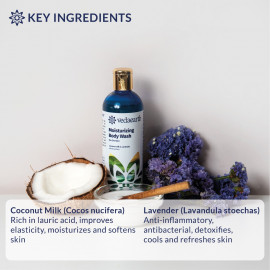 KEY INGREDIENTS
vedaearth
Moisturizing
Body Wash
Coconut Milk (Cocos nucifera)
Rich in lauric acid, improves
elasticity, moisturizes and softens
skin
Lavender (Lavandula stoechas)
Anti-inflammatory,
antibacterial, detoxifies,
cools and refreshes skin